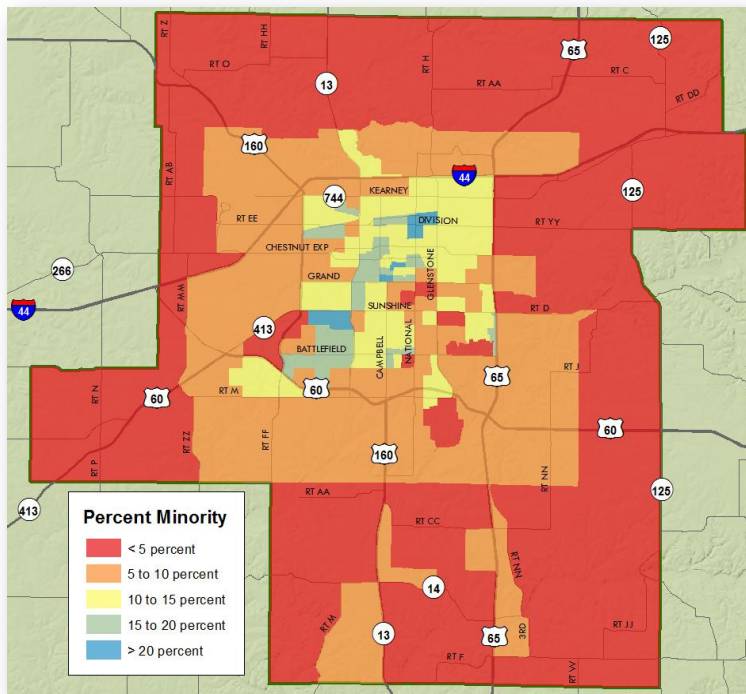 RT Z
RT HH
RT H
65
125
RT O
13
RT AA
RT C
RT DD
160
RT AB
44
125
744
KEARNEY
RT EE
DIVISION
RT YY
CHESTNUT EXP
266
GRAND
GLENSTONE
44
RT MM
SUNSHINE
RT D
413
NATIONAL
BATTLEFIELD
CAMPBELL
65
RT J
RT N
60
RT M
60
60
RT ZZ
RT FF
160
RT P
RT NN
413
RT AA
125
RT CC
Percent Minority
< 5 percent
5 to 10 percent
10 to 15 percent
15 to 20 percent
> 20 percent
RT NN
14
RT M
13
65
3RD
RT JJ
RT F
RT W